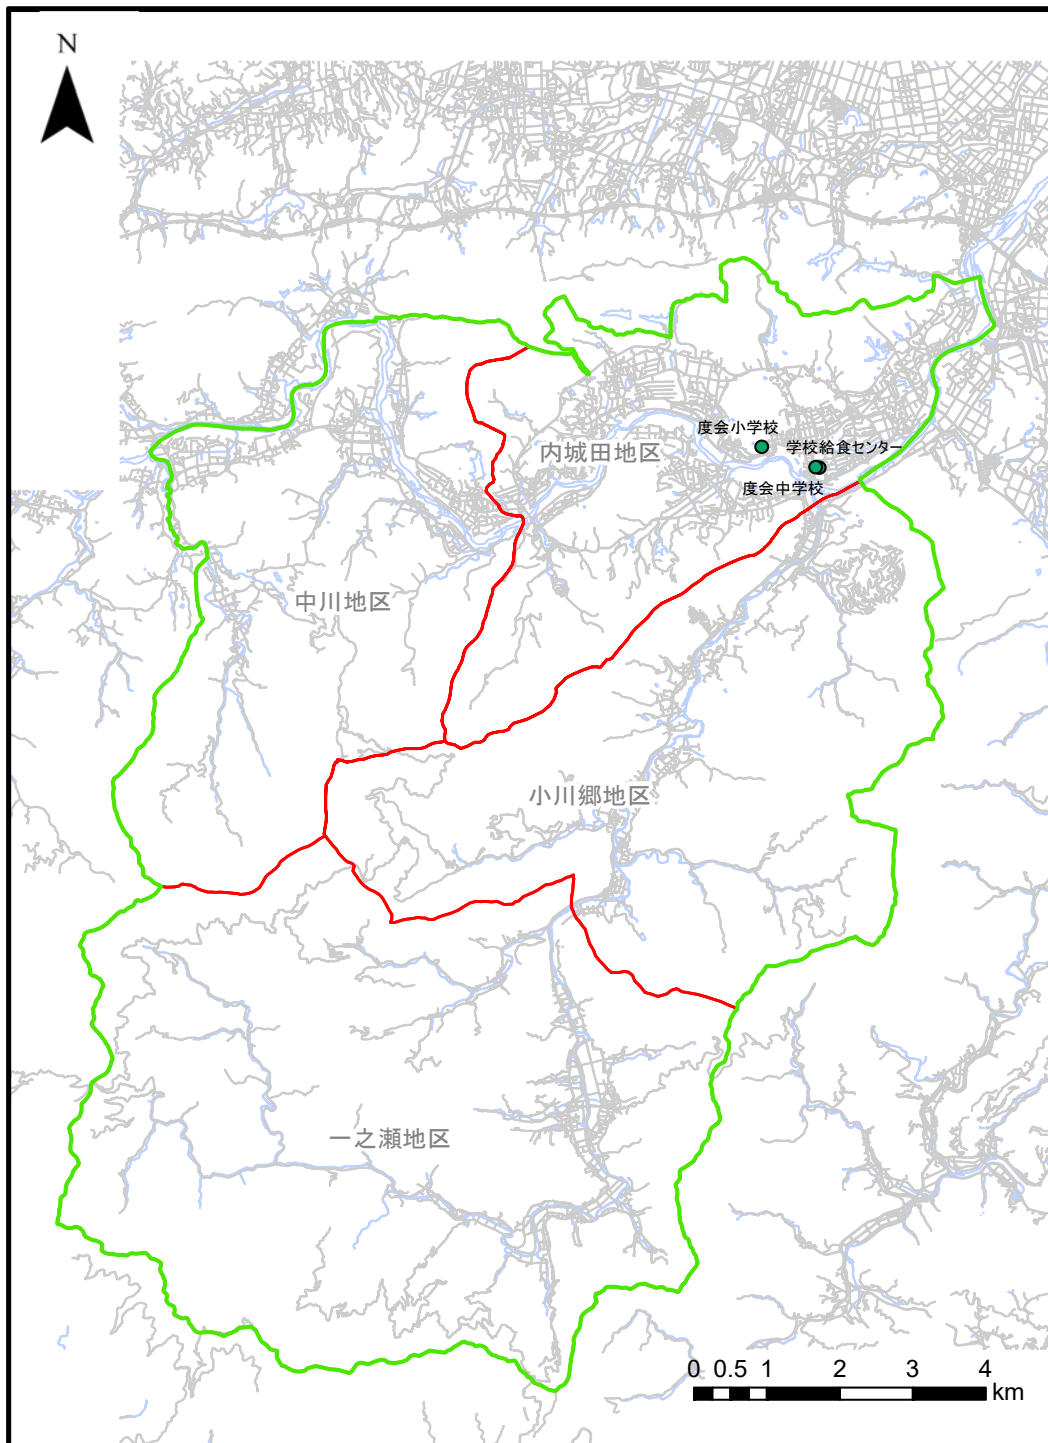 N
度会小学校
学校給食センター
内城田地区
度会中学校
中川地区
小川郷地区
一之瀬地区
0 0.5 1 2 3 4
km